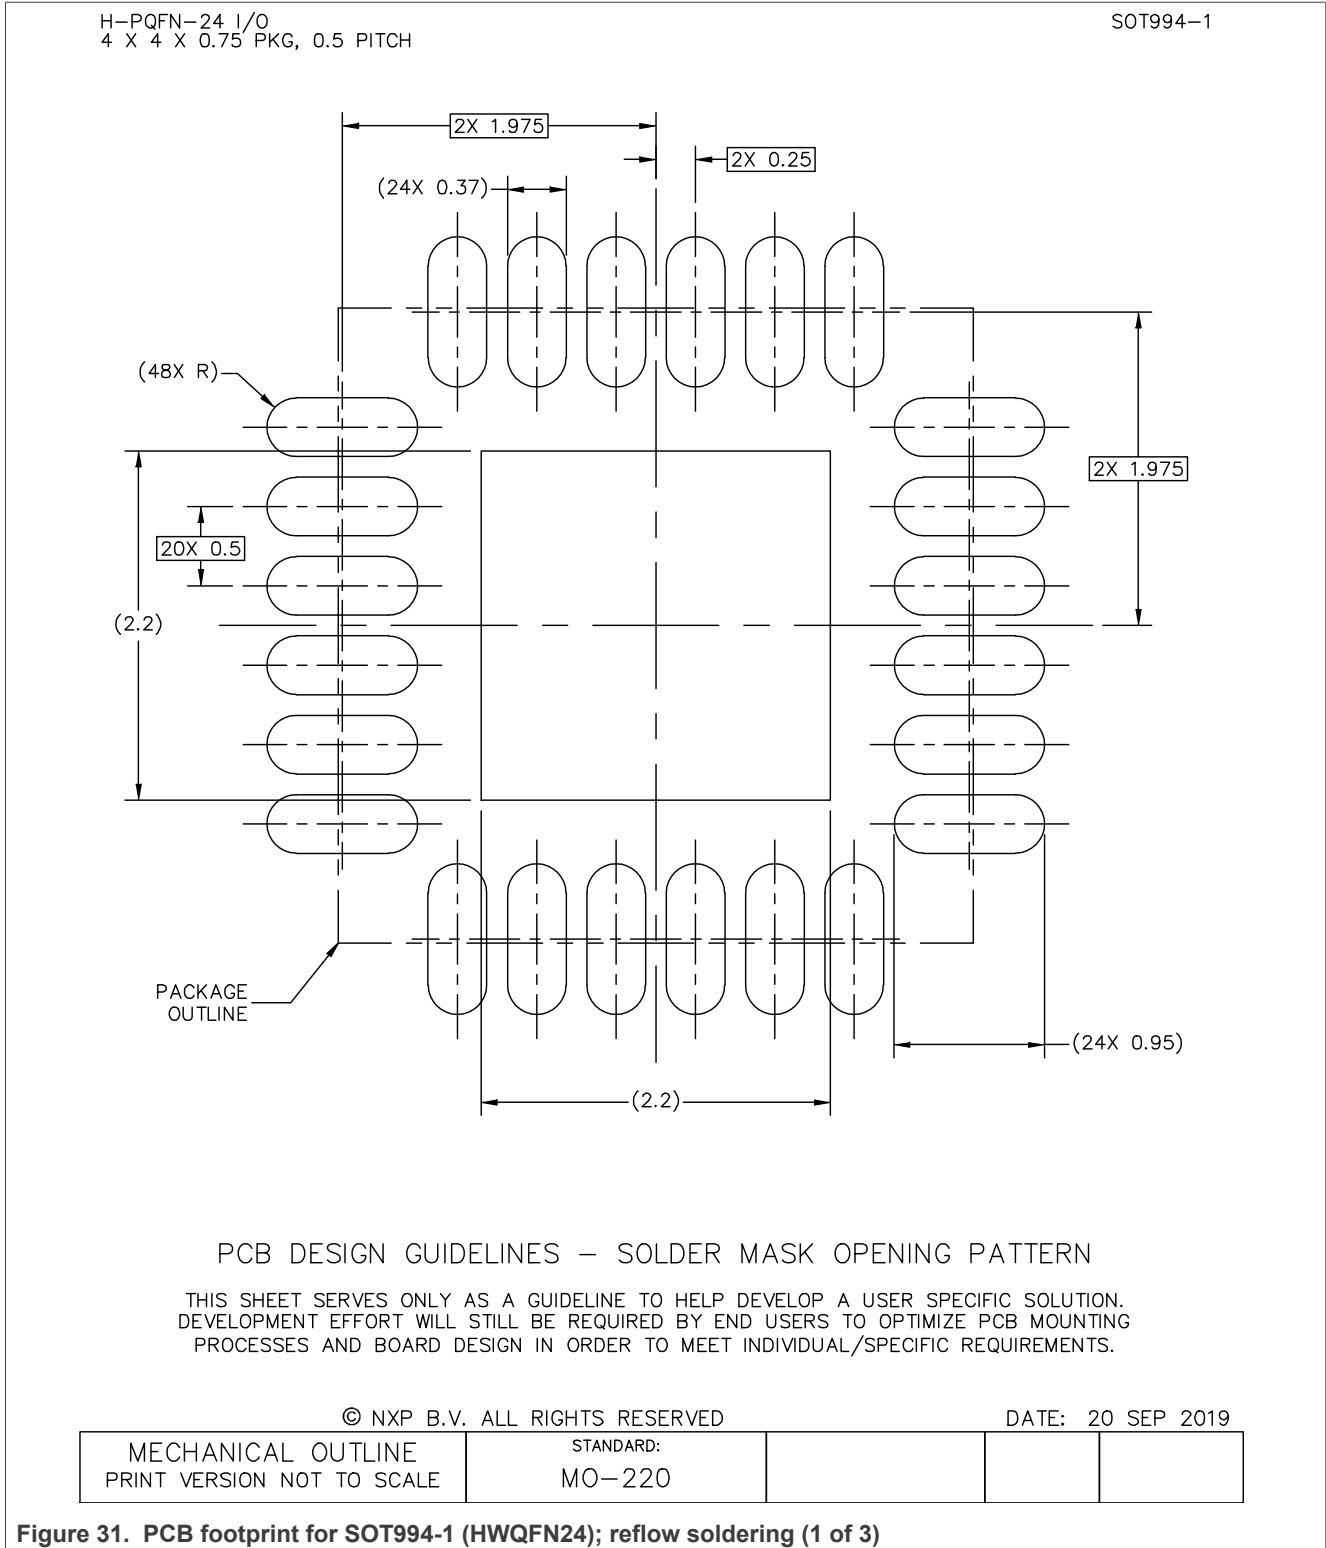 H-PQFN-24 I/O
4 X 4 X 0.75 PKG, 0.5 PITCH
SOT994-1
2X 1.975
2X 0.25
(24X 0.37)
(48X R)
2X 1.975
20X 0.5
(2.2)
PACKAGE
OUTLINE
(24X 0.95)
(2.2)
PCB DESIGN GUIDELINES - SOLDER MASK OPENING PATTERN
THIS SHEET SERVES ONLY AS A GUIDELINE TO HELP DEVELOP A USER SPECIFIC SOLUTION.
DEVELOPMENT EFFORT WILL STILL BE REQUIRED BY END USERS TO OPTIMIZE PCB MOUNTING
PROCESSES AND BOARD DESIGN IN ORDER TO MEET INDIVIDUAL/SPECIFIC REQUIREMENTS.
© NXP B.V. ALL RIGHTS RESERVED
DATE: 20 SEP 2019
MECHANICAL OUTLINE
PRINT VERSION NOT TO SCALE
STANDARD:
MO-220
Figure 31. PCB footprint for SOT994-1 (HWQFN24); reflow soldering (1 of 3)